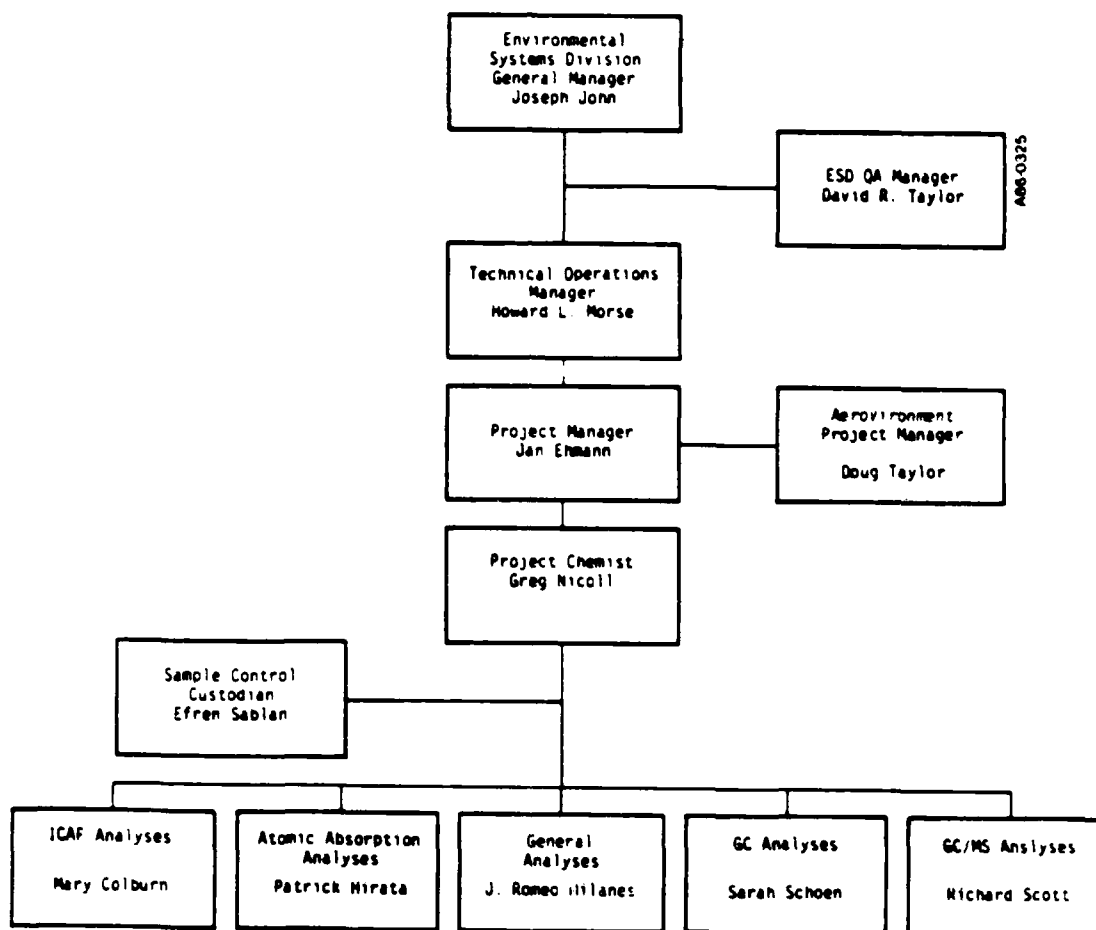 Environmental
Systems Division
General Manager
Joseph John
ESD QA Manager
David R. Taylor
A86-0325
Technical Operations
Manager
Howard L. Morse
Project Manager
Jan Ehmann
Aerovironment
Project Manager
Doug Taylor
Project Chemist
Greg Nicoll
Sample Control
Custodian
Efren Sablan
ICAF Analyses
Mary Colburn
Atomic Absorption
Analyses
Patrick Hirata
General
Analyses
J. Romeo
GC Analyses
Sarah Schoen
GC/MS Anslyses
Richard Scott